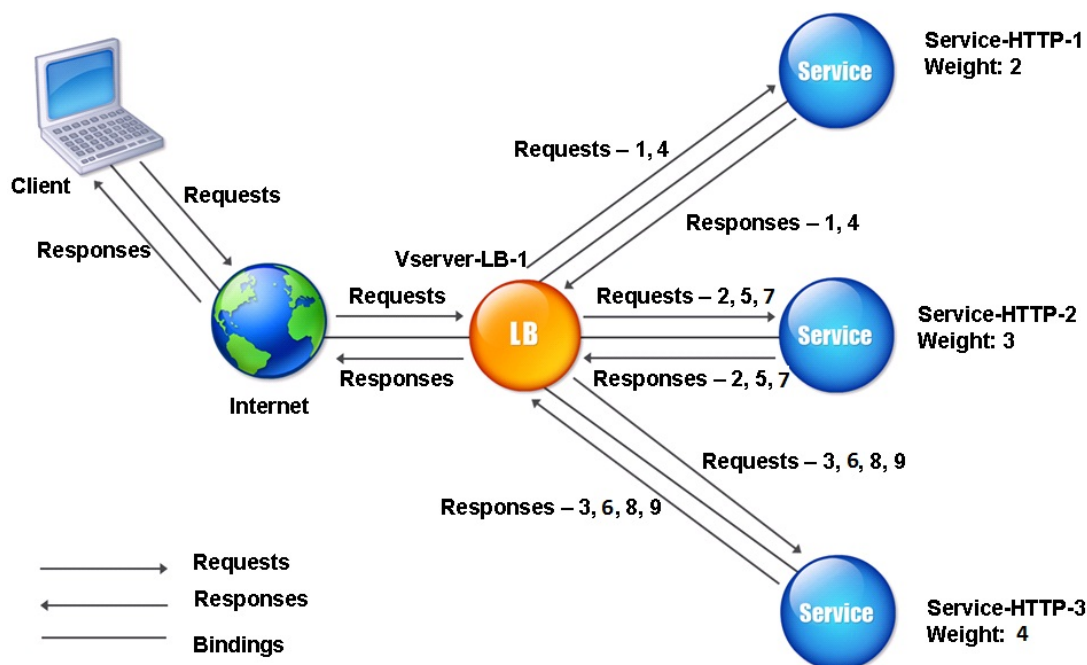 Service-HTTP-1
Weight: 2
Service
Requests – 1, 4
Client
Requests
Responses
Responses – 1, 4
Vserver-LB-1
Requests
Requests – 2, 5, 7
Service-HTTP-2
Weight: 3
LB
Service
Responses
Responses – 2, 5, 7
Internet
Requests – 3, 6, 8, 9
Responses – 3, 6, 8, 9
Requests
Responses
Bindings
Service
Service-HTTP-3
Weight: 4